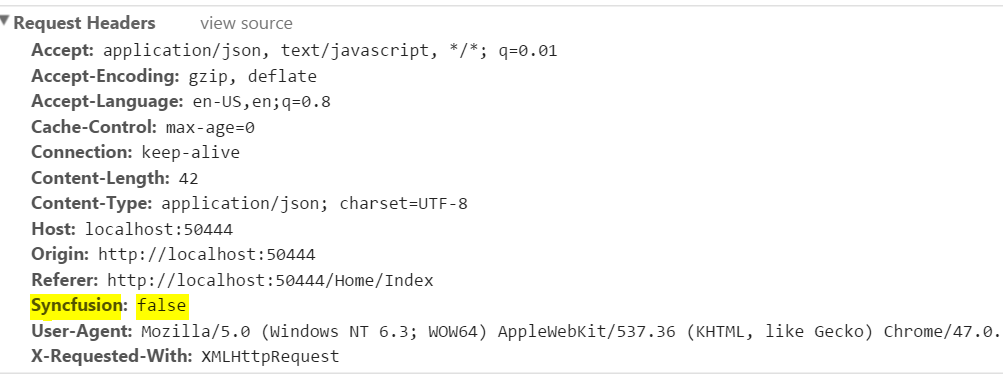 Request Headers view source
Accept: application/json, text/javascript, */*; q=0.01
Accept-Encoding: gzip, deflate
Accept-Language: en-US,en;q=0.8
Cache-Control: max-age=0
Connection: keep-alive
Content-Length: 42
Content-Type: application/json; charset=UTF-8
Host: localhost:50444
Origin: http://localhost:50444
Referer: http://localhost:50444/Home/Index
Syncfusion: false
User-Agent: Mozilla/5.0 (Windows NT 6.3; WOW64) AppleWebKit/537.36 (KHTML, like Gecko) Chrome/47.0.
X-Requested-With: XMLHttpRequest